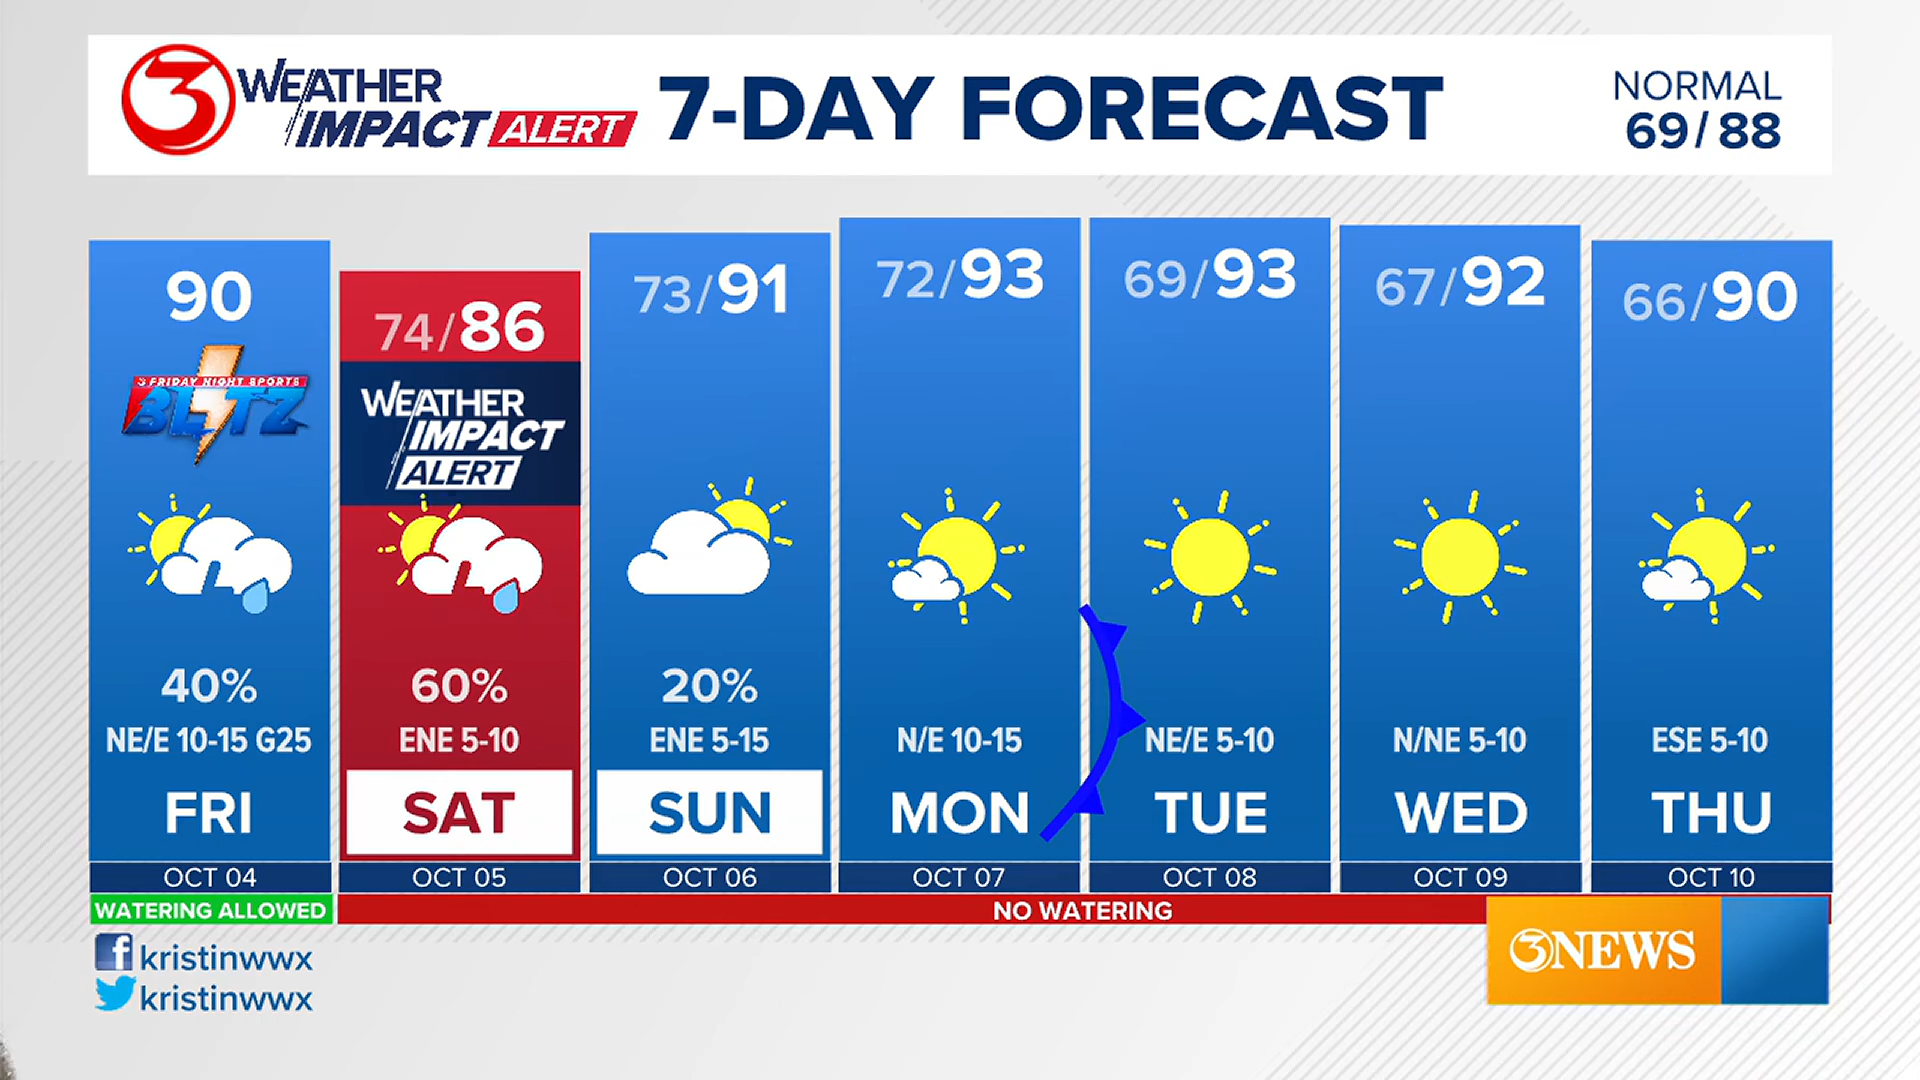 3 WEATHER IMPACT ALERT
7-DAY FORECAST
NORMAL
69/88
90
3 FRIDAY NIGHT SPORTS
BLITZ
40%
NE/E 10-15 G25
FRI
OCT 04
74/86
WEATHER
IMPACT
ALERT
60%
ENE 5-10
SAT
OCT 05
73/91
20%
ENE 5-15
SUN
OCT 06
72/93
N/E 10-15
MON
OCT 07
69/93
NE/E 5-10
TUE
OCT 08
67/92
N/NE 5-10
WED
OCT 09
66/90
ESE 5-10
THU
OCT 10
WATERING ALLOWED
NO WATERING
f kristinwwx
kristinwwx
3NEWS